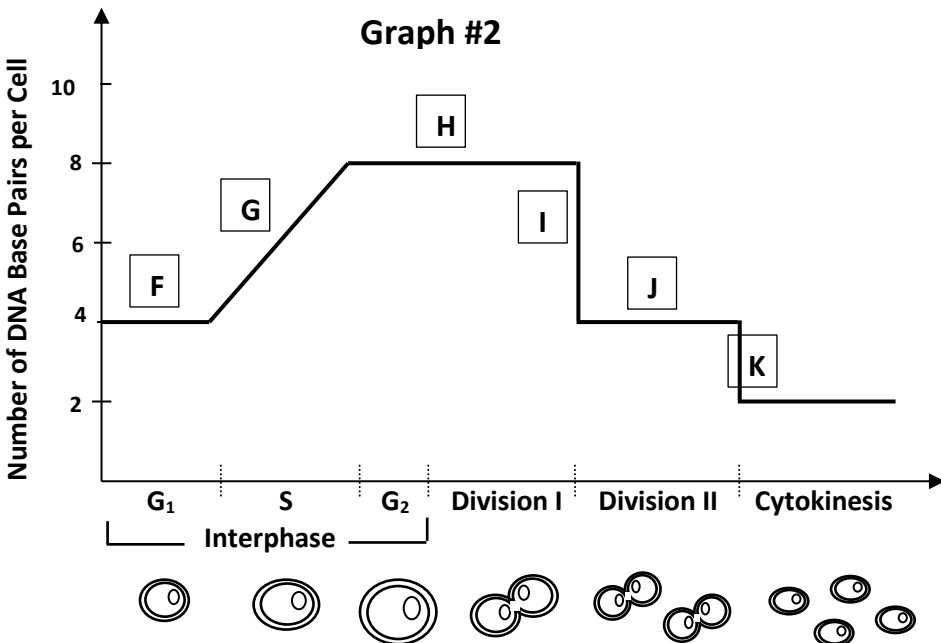 Graph #2
Number of DNA Base Pairs per Cell
10
8
6
4
2
F
G
H
I
J
K
G₁ S G₂ Division I Division II Cytokinesis
Interphase